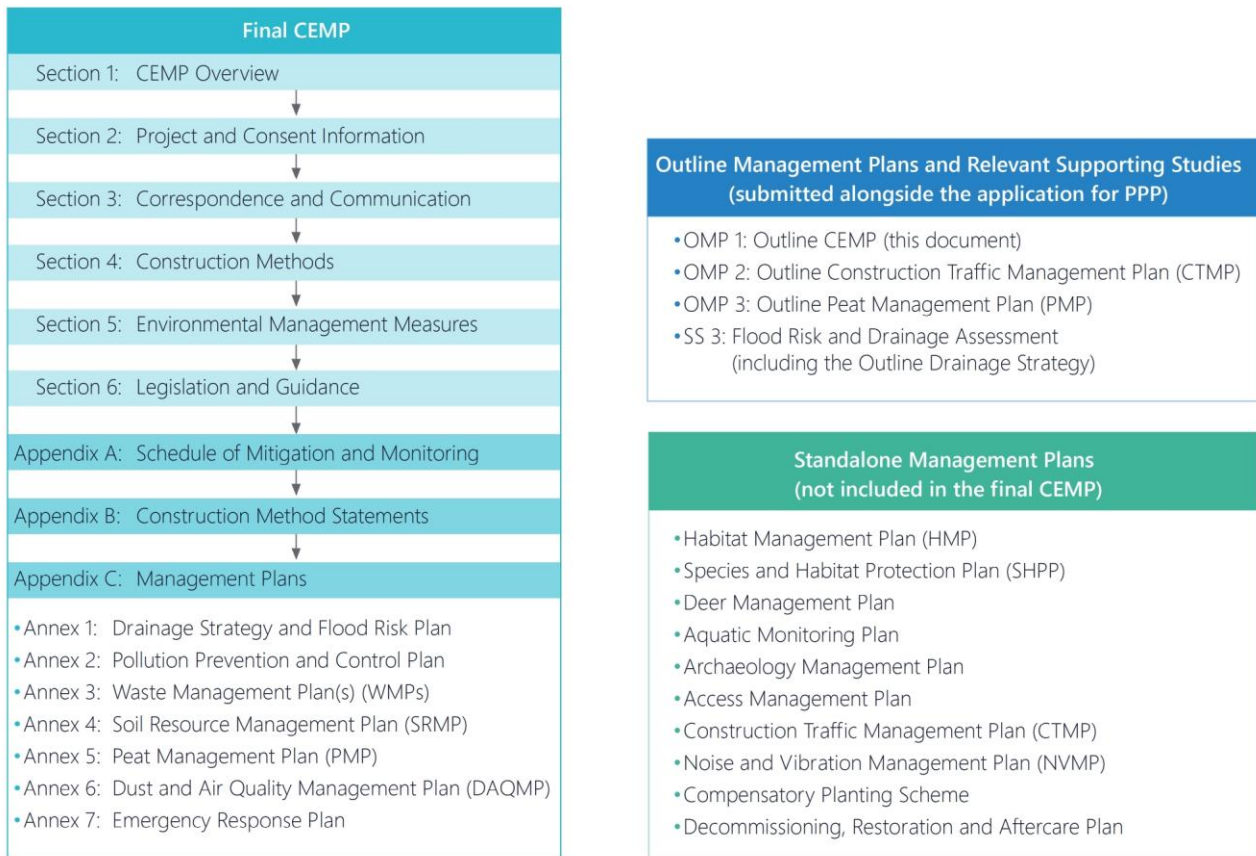 Final CEMP
Section 1: CEMP Overview
Section 2: Project and Consent Information
Section 3: Correspondence and Communication
Section 4: Construction Methods
Section 5: Environmental Management Measures
Section 6: Legislation and Guidance
Appendix A: Schedule of Mitigation and Monitoring
Appendix B: Construction Method Statements
Appendix C: Management Plans
•Annex 1: Drainage Strategy and Flood Risk Plan
•Annex 2: Pollution Prevention and Control Plan
•Annex 3: Waste Management Plan(s) (WMPs)
•Annex 4: Soil Resource Management Plan (SRMP)
•Annex 5: Peat Management Plan (PMP)
•Annex 6: Dust and Air Quality Management Plan (DAQMP)
•Annex 7: Emergency Response Plan
Outline Management Plans and Relevant Supporting Studies
(submitted alongside the application for PPP)
•OMP 1: Outline CEMP (this document)
•OMP 2: Outline Construction Traffic Management Plan (CTMP)
•OMP 3: Outline Peat Management Plan (PMP)
•SS 3: Flood Risk and Drainage Assessment
(including the Outline Drainage Strategy)
Standalone Management Plans
(not included in the final CEMP)
•Habitat Management Plan (HMP)
•Species and Habitat Protection Plan (SHPP)
•Deer Management Plan
•Aquatic Monitoring Plan
•Archaeology Management Plan
•Access Management Plan
•Construction Traffic Management Plan (CTMP)
•Noise and Vibration Management Plan (NVMP)
•Compensatory Planting Scheme
•Decommissioning, Restoration and Aftercare Plan